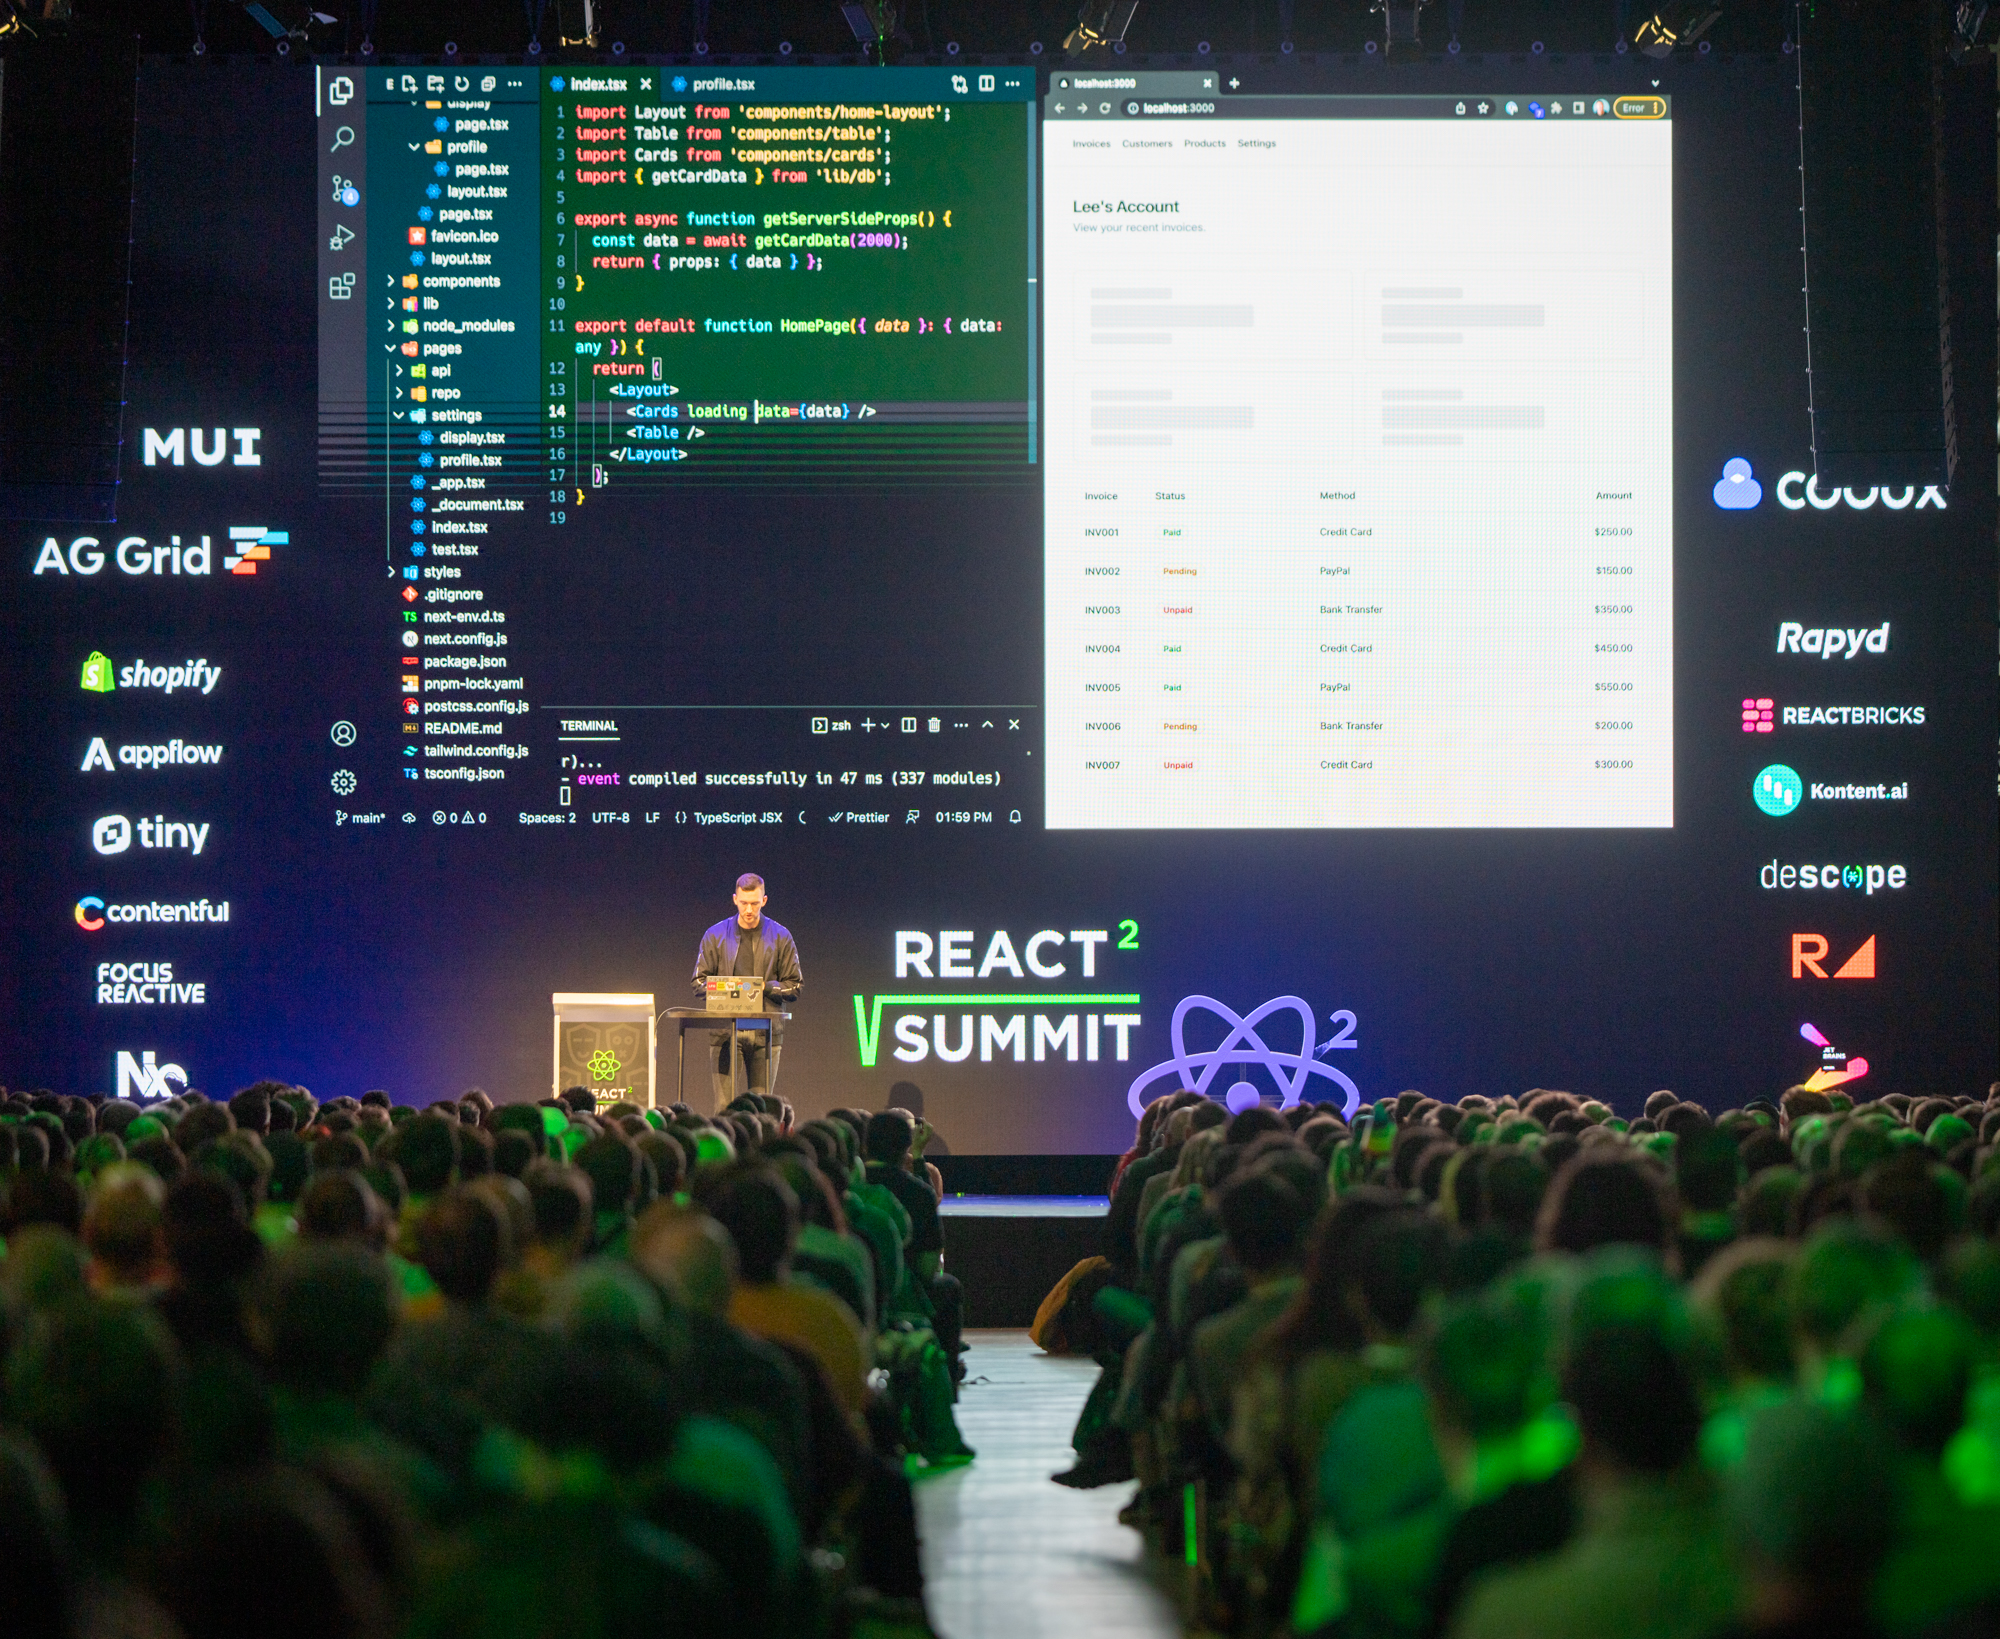 E
index.tsx
profile.tsx
display
page.tsx
profile
page.tsx
layout.tsx
page.tsx
favicon.ico
layout.tsx
components
lib
node_modules
pages
api
repo
settings
display.tsx
profile.tsx
_app.tsx
_document.tsx
index.tsx
test.tsx
styles
.gitignore
TS next-env.d.ts
N next.config.js
package.json
pnpm-lock.yaml
postcss.config.js
README.md
tailwind.config.js
TS tsconfig.json
4
1 import Layout from 'components/home-layout';
2 import Table from 'components/table';
3 import Cards from 'components/cards';
4 import { getCardData } from 'lib/db';
5
6 export async function getServerSideProps() {
7 const data = await getCardData(2000);
8 return { props: { data } };
9 }
10
11 export default function HomePage({ data }: { data:
any }) {
12 return (
13 <Layout>
14 <Cards loading data={data} />
15 <Table />
16 </Layout>
17 );
18 }
19
TERMINAL
zsh
r)...
- event compiled successfully in 47 ms (337 modules)
main* 0 0 Spaces: 2 UTF-8 LF {} TypeScript JSX Prettier 01:59 PM
localhost:3000
localhost:3000
Error
Invoices Customers Products Settings
Lee's Account
View your recent invoices.
Invoice Status Method Amount
INV001 Paid Credit Card $250.00
INV002 Pending PayPal $150.00
INV003 Unpaid Bank Transfer $350.00
INV004 Paid Credit Card $450.00
INV005 Paid PayPal $550.00
INV006 Pending Bank Transfer $200.00
INV007 Unpaid Credit Card $300.00
MUI
AG Grid
shopify
appflow
tiny
contentful
FOCUS
REACTIVE
Nx
Rapyd
REACTBRICKS
Kontent.ai
descope
R
JET
BRAINS
REACT 2
SUMMIT
2
REACT 2